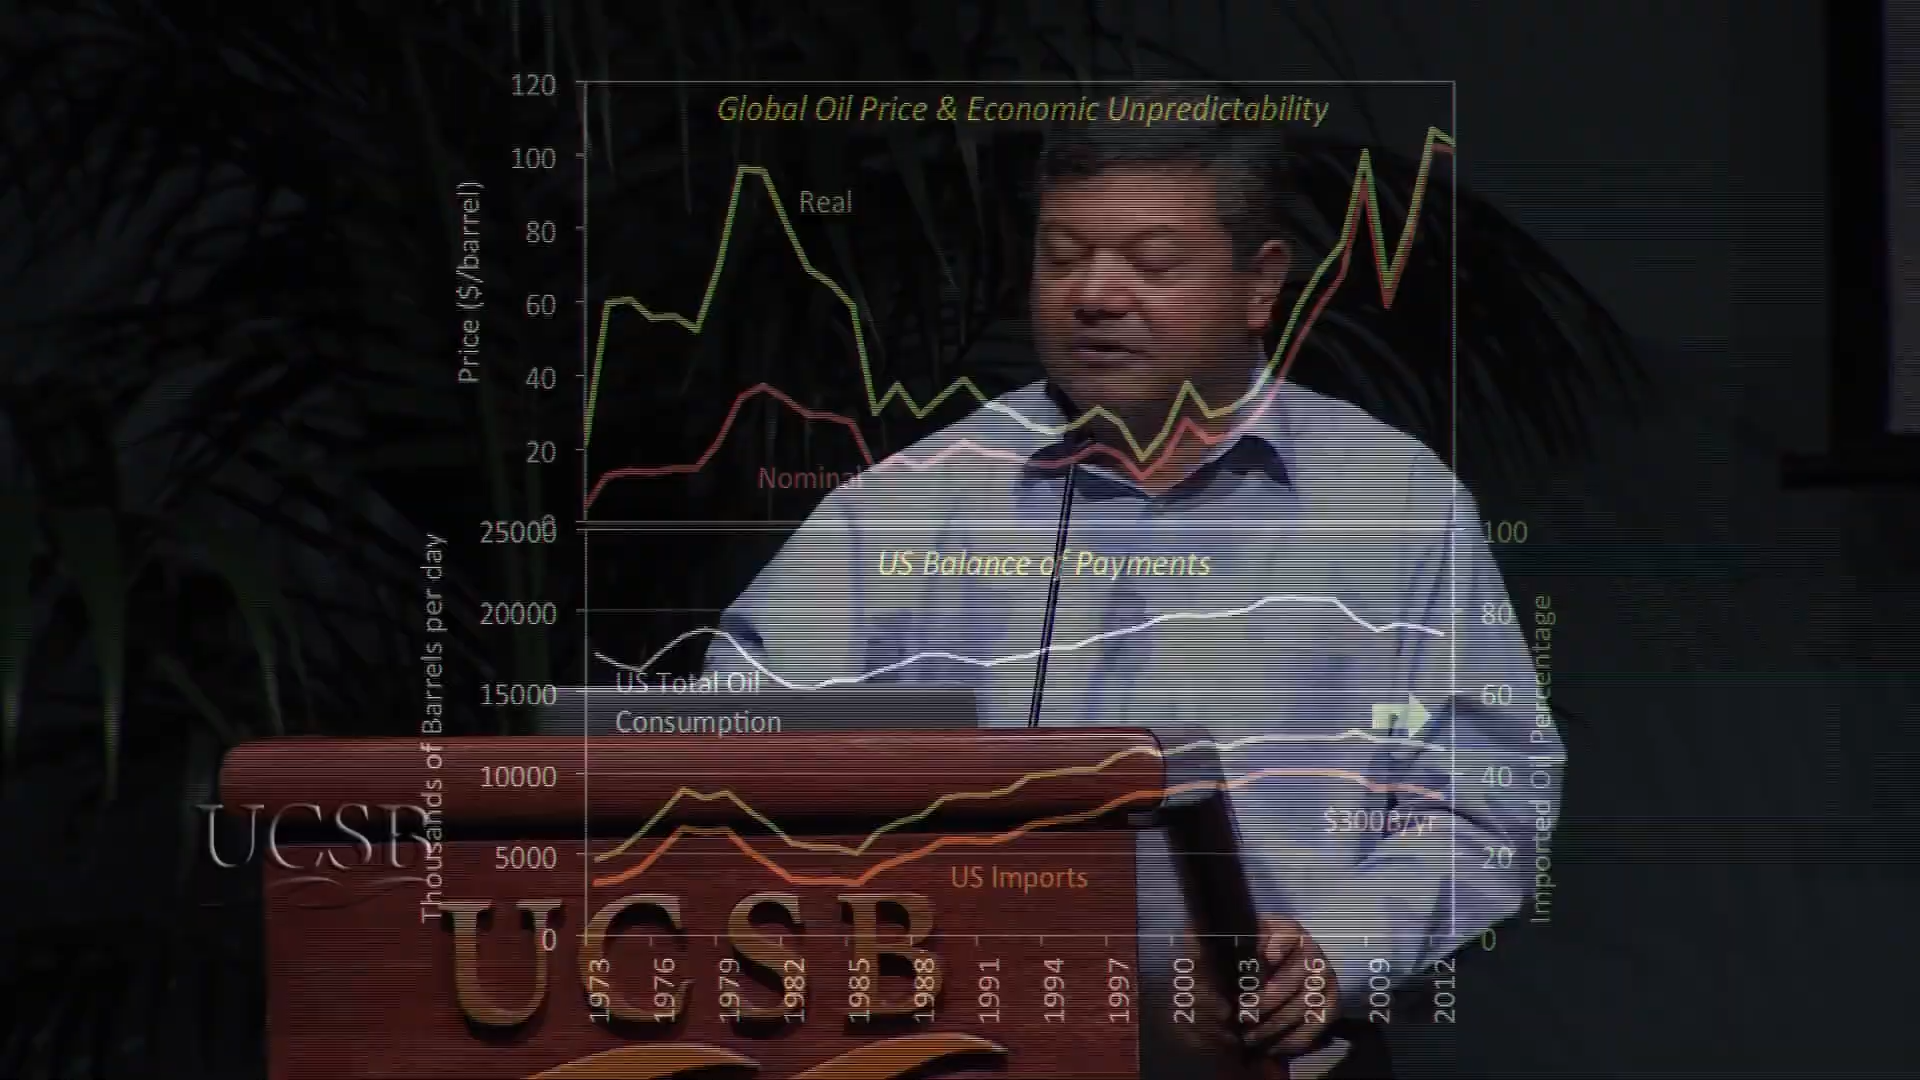 Global Oil Price & Economic Unpredictability
120
100
80
60
40
20
0
Price ($/barrel)
Real
Nominal
US Balance of Payments
25000
20000
15000
10000
5000
0
Thousands of Barrels per day
100
80
60
40
20
0
Imported Oil Percentage
US Total Oil
Consumption
$300B/yr
US Imports
1973
1976
1979
1982
1985
1988
1991
1994
1997
2000
2003
2006
2009
2012
UCSB
UCSB